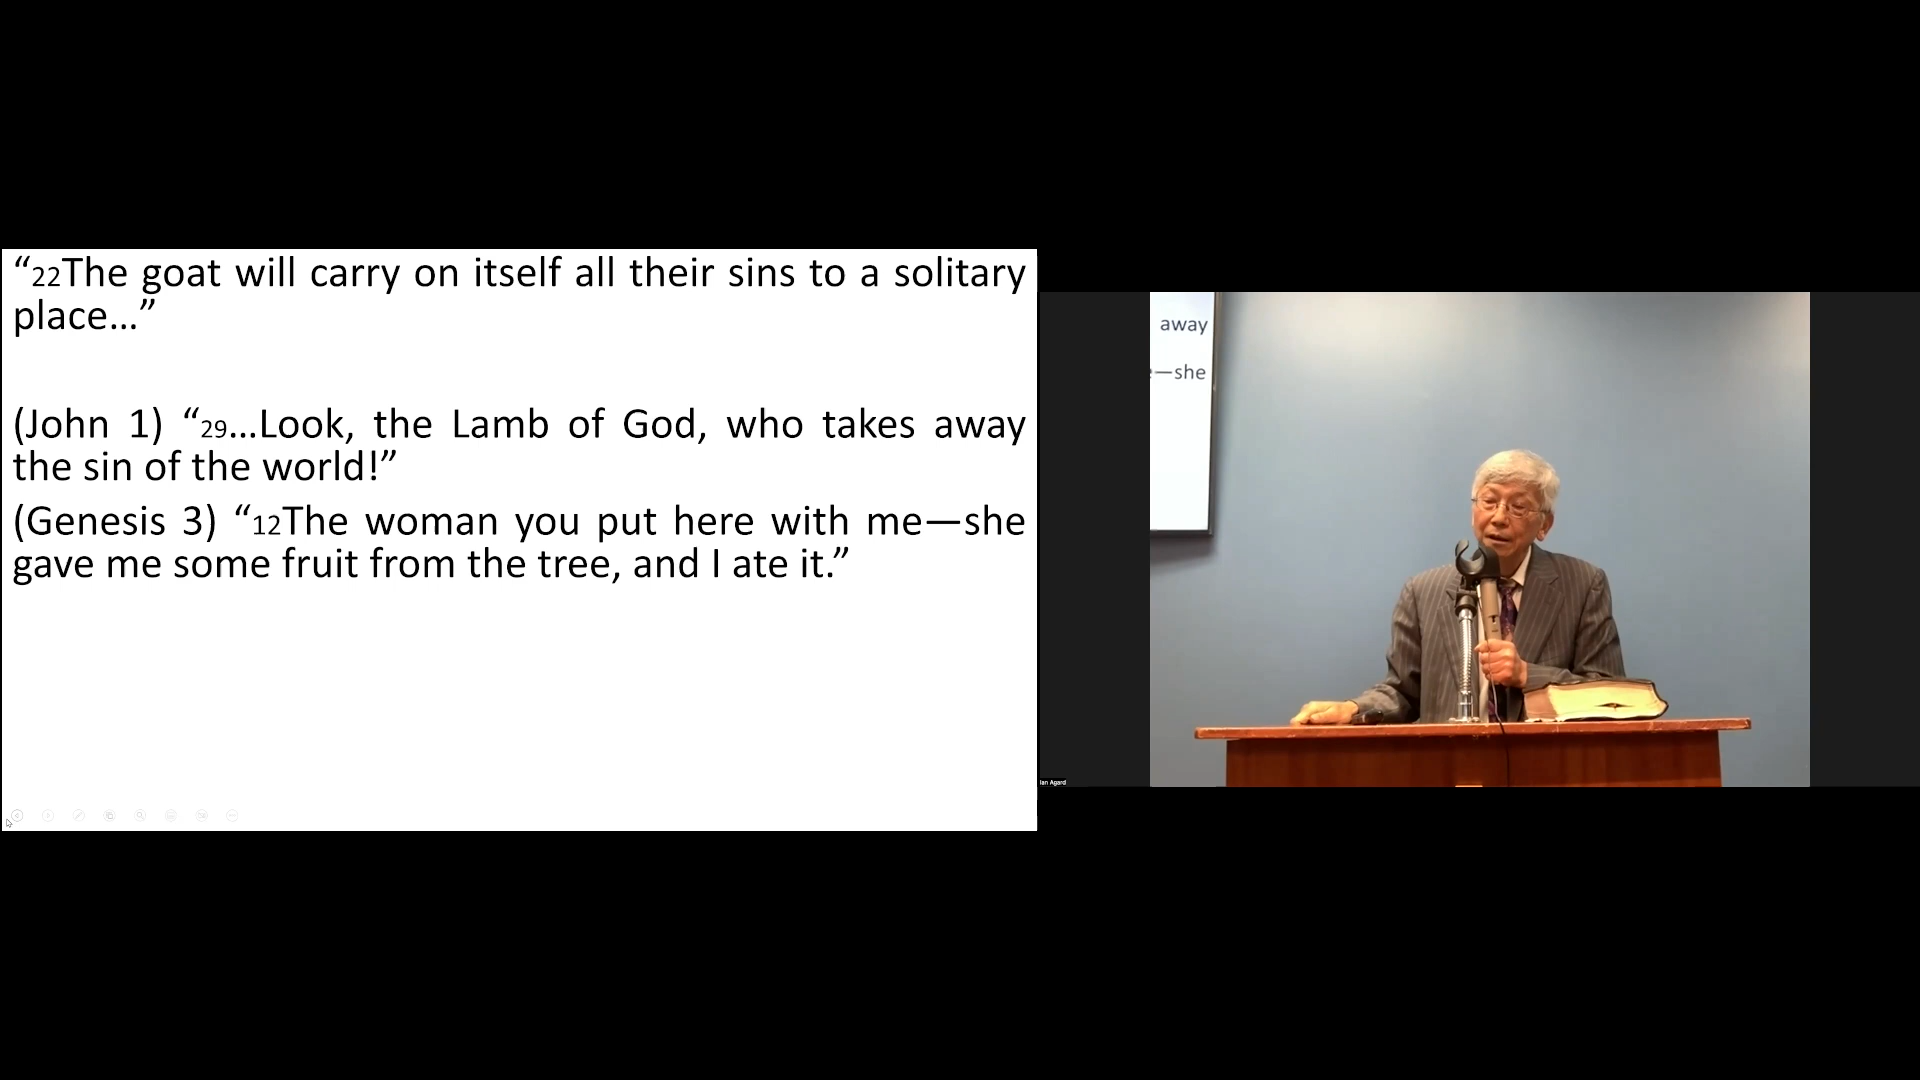 “22The goat will carry on itself all their sins to a solitary
place...”
(John 1) “29...Look, the Lamb of God, who takes away
the sin of the world!”
(Genesis 3) “12The woman you put here with me—she
gave me some fruit from the tree, and I ate it.”
away
—she
Ian Agard